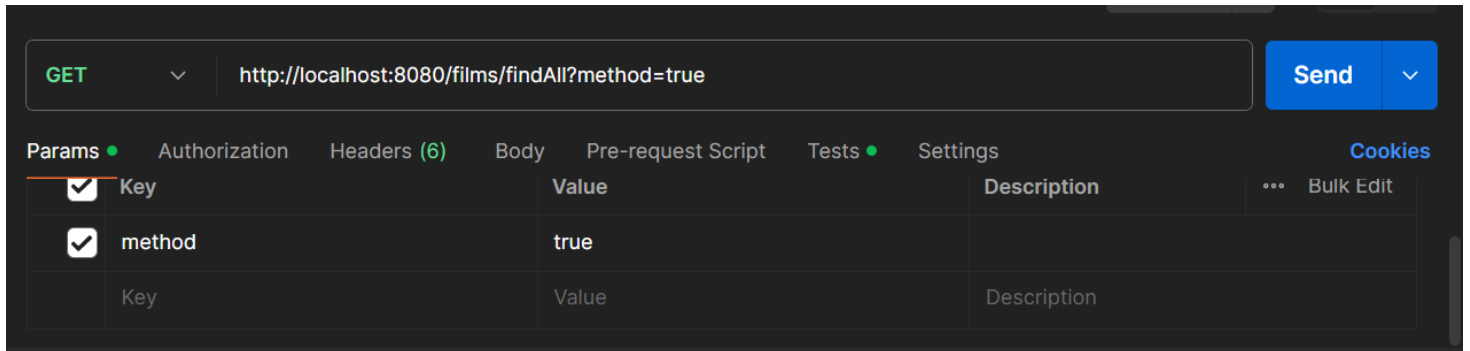 GET http://localhost:8080/films/findAll?method=true Send
Params Authorization Headers (6) Body Pre-request Script Tests Settings Cookies
Key Value Description Bulk Edit
method true
Key Value Description